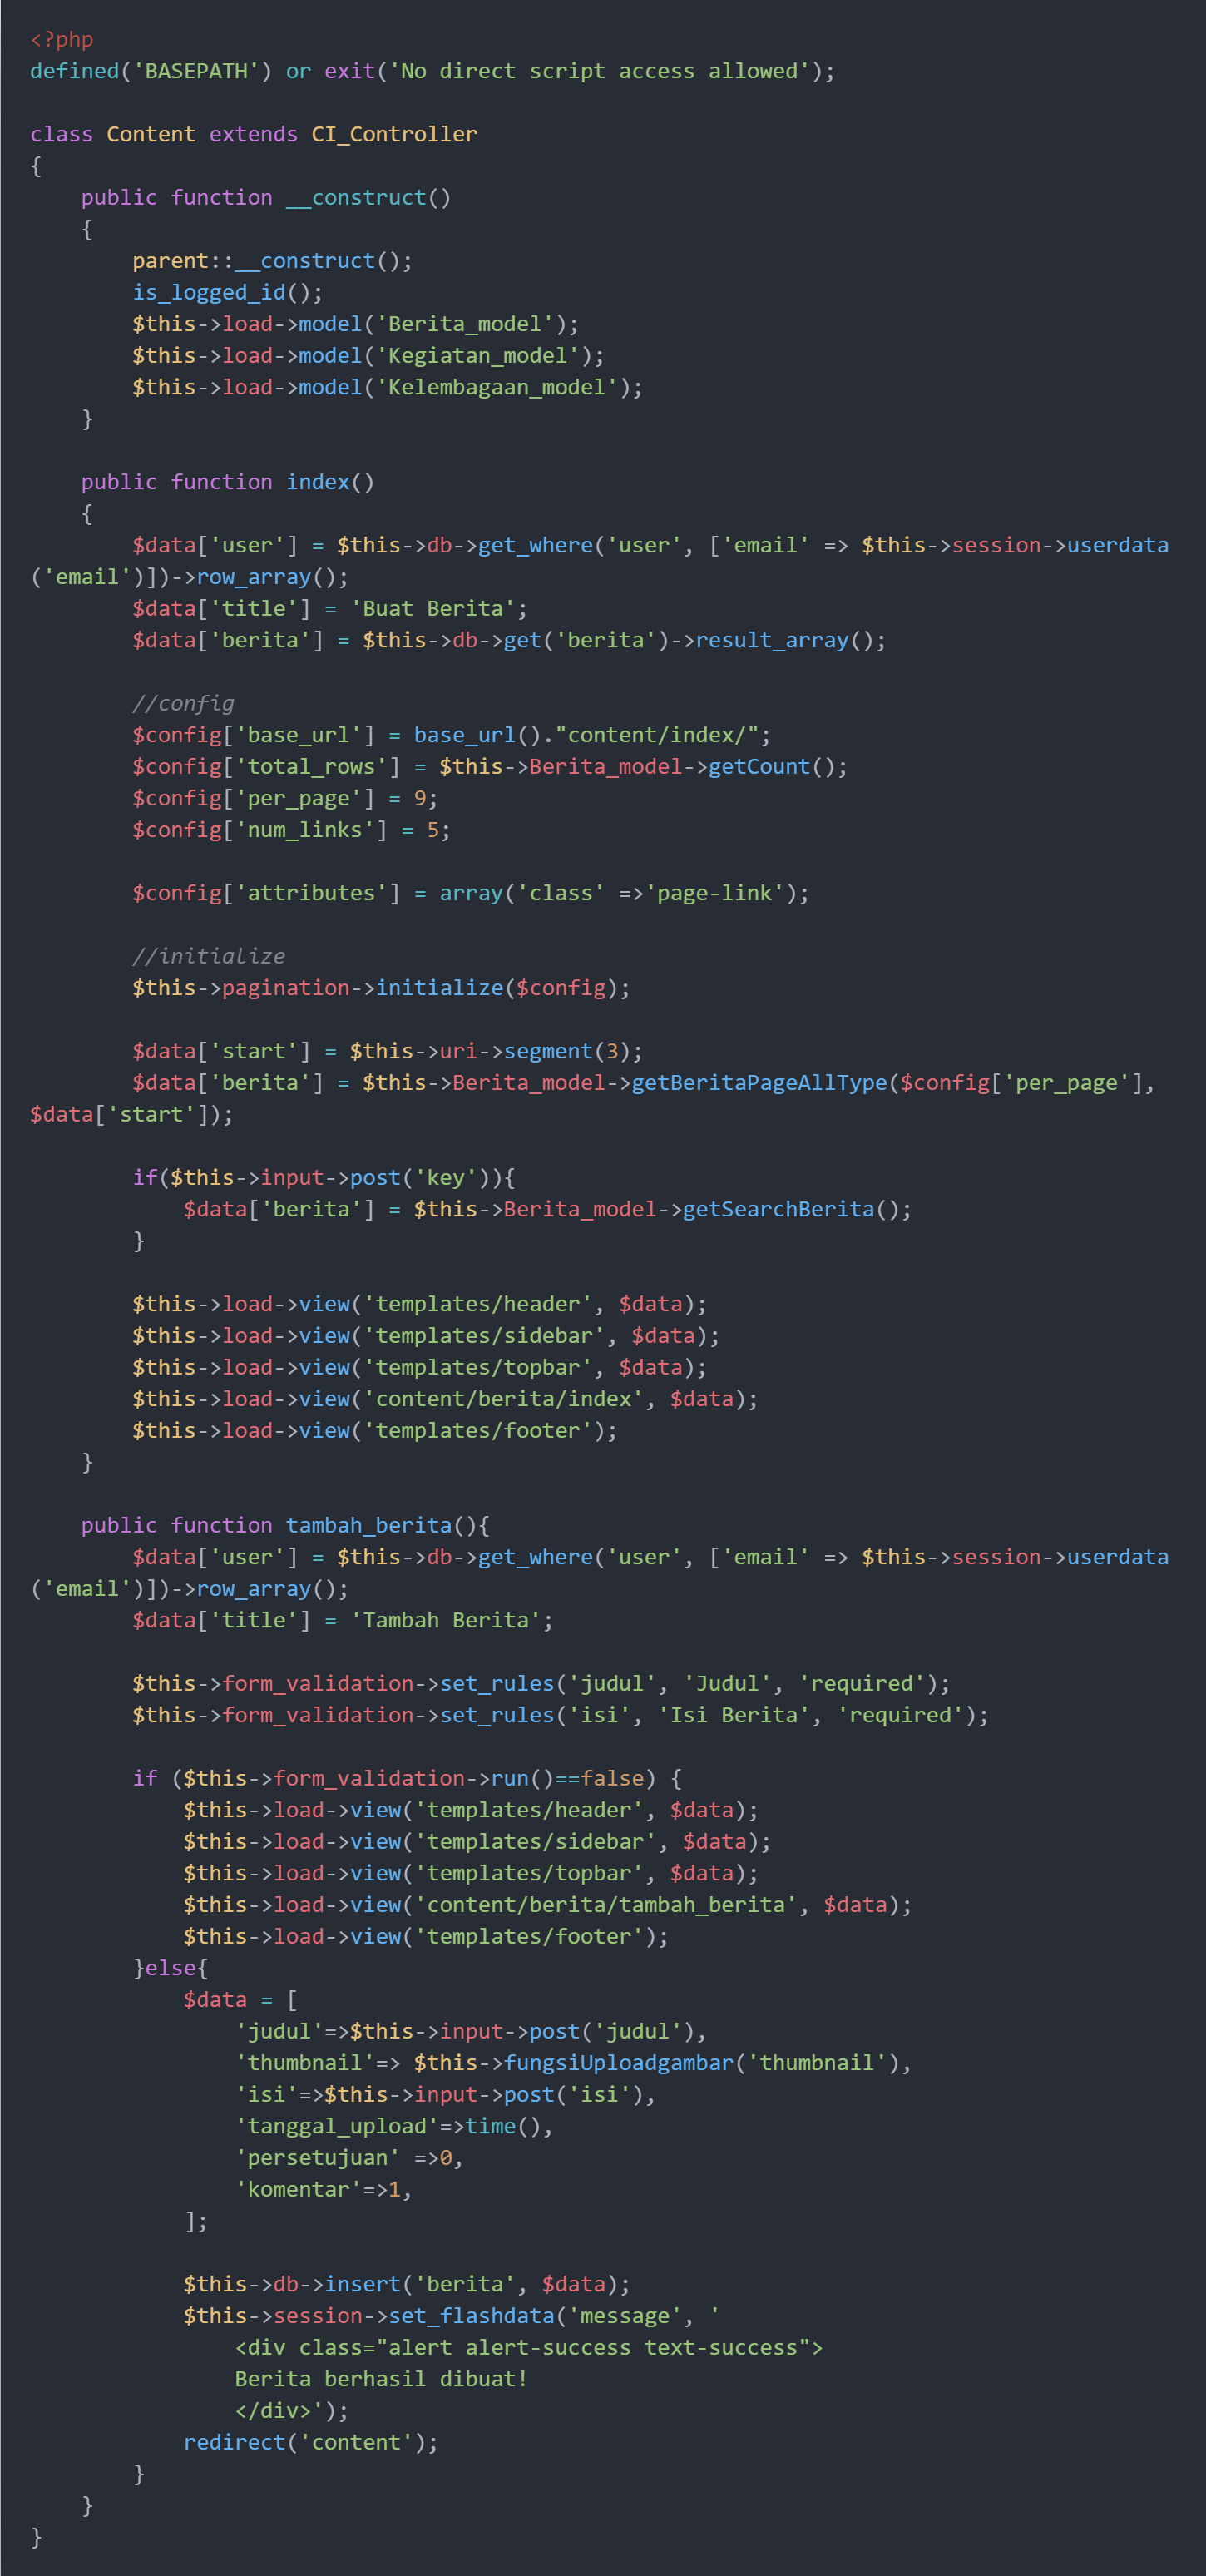 <?php
defined('BASEPATH') or exit('No direct script access allowed');

class Content extends CI_Controller
{
    public function __construct()
    {
        parent::__construct();
        is_logged_id();
        $this->load->model('Berita_model');
        $this->load->model('Kegiatan_model');
        $this->load->model('Kelembagaan_model');
    }

    public function index()
    {
        $data['user'] = $this->db->get_where('user', ['email' => $this->session->userdata
('email')])->row_array();
        $data['title'] = 'Buat Berita';
        $data['berita'] = $this->db->get('berita')->result_array();

        //config
        $config['base_url'] = base_url()."content/index/";
        $config['total_rows'] = $this->Berita_model->getCount();
        $config['per_page'] = 9;
        $config['num_links'] = 5;

        $config['attributes'] = array('class' =>'page-link');

        //initialize
        $this->pagination->initialize($config);

        $data['start'] = $this->uri->segment(3);
        $data['berita'] = $this->Berita_model->getBeritaPageAllType($config['per_page'],
$data['start']);

        if($this->input->post('key')){
            $data['berita'] = $this->Berita_model->getSearchBerita();
        }

        $this->load->view('templates/header', $data);
        $this->load->view('templates/sidebar', $data);
        $this->load->view('templates/topbar', $data);
        $this->load->view('content/berita/index', $data);
        $this->load->view('templates/footer');
    }

    public function tambah_berita(){
        $data['user'] = $this->db->get_where('user', ['email' => $this->session->userdata
('email')])->row_array();
        $data['title'] = 'Tambah Berita';

        $this->form_validation->set_rules('judul', 'Judul', 'required');
        $this->form_validation->set_rules('isi', 'Isi Berita', 'required');

        if ($this->form_validation->run()==false) {
            $this->load->view('templates/header', $data);
            $this->load->view('templates/sidebar', $data);
            $this->load->view('templates/topbar', $data);
            $this->load->view('content/berita/tambah_berita', $data);
            $this->load->view('templates/footer');
        }else{
            $data = [
                'judul'=>$this->input->post('judul'),
                'thumbnail'=> $this->fungsiUploadgambar('thumbnail'),
                'isi'=>$this->input->post('isi'),
                'tanggal_upload'=>time(),
                'persetujuan' =>0,
                'komentar'=>1,
            ];

            $this->db->insert('berita', $data);
            $this->session->set_flashdata('message', '
                <div class="alert alert-success text-success">
                Berita berhasil dibuat!
                </div>');
            redirect('content');
        }
    }
}